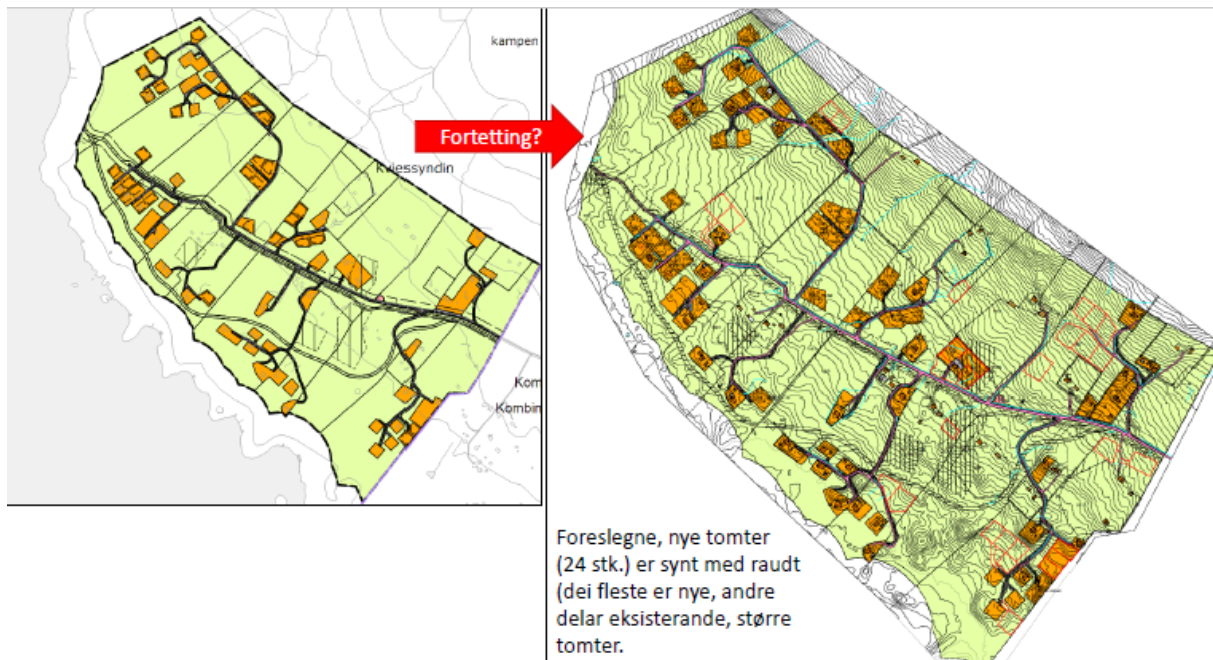 kampen
Fortetting?
Kviessyndin
Kom
Kombin
Foreslegne, nye tomter
(24 stk.) er synt med raudt
(dei fleste er nye, andre
delar eksisterande, større
tomter.